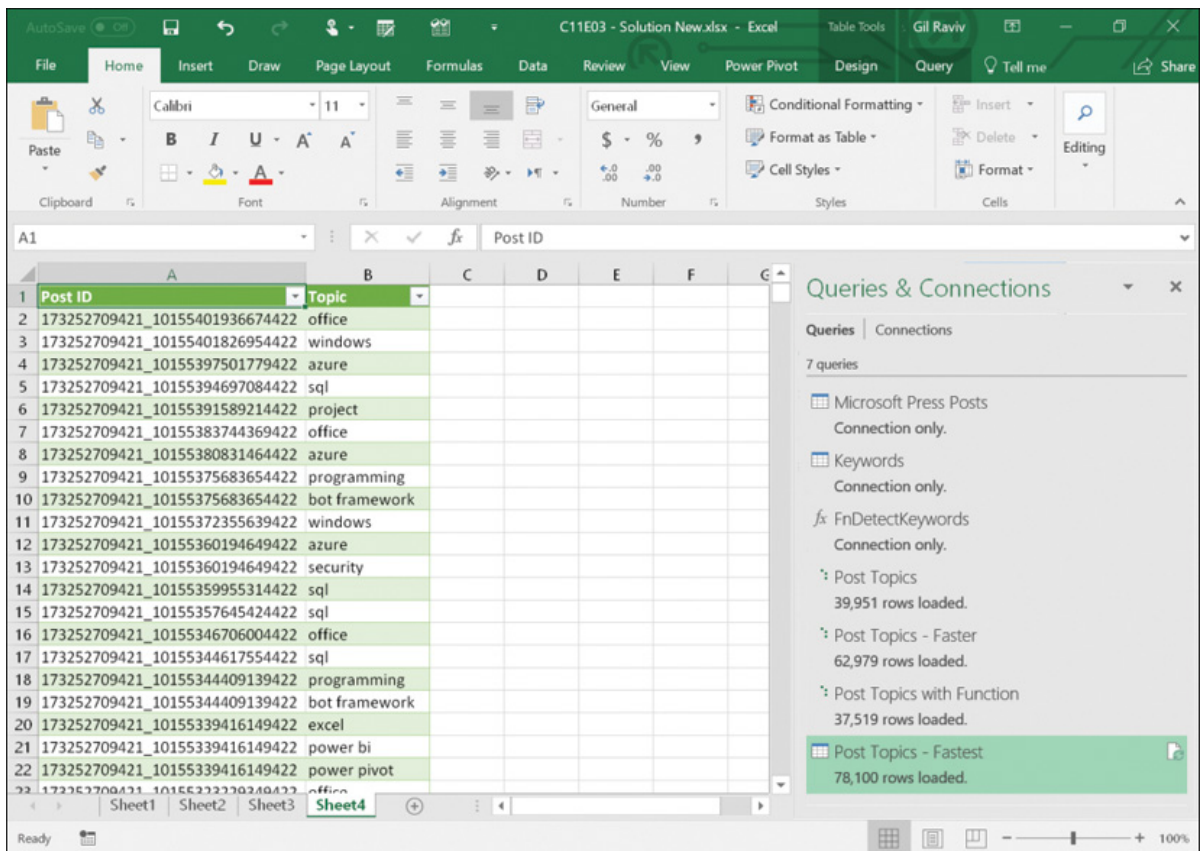 AutoSave Off C11E03 - Solution New.xlsx - Excel Table Tools Gil Raviv
File Home Insert Draw Page Layout Formulas Data Review View Power Pivot Design Query Tell me Share
Calibri 11 General Conditional Formatting Insert
Paste B I U A A $ % , Format as Table Delete Editing
A Cell Styles Format
Clipboard Font Alignment Number Styles Cells
A1 fx Post ID
A B C D E F G
1 Post ID Topic
2 173252709421_10155401936674422 office
3 173252709421_10155401826954422 windows
4 173252709421_10155397501779422 azure
5 173252709421_10155394697084422 sql
6 173252709421_10155391589214422 project
7 173252709421_10155383744369422 office
8 173252709421_10155380831464422 azure
9 173252709421_10155375683654422 programming
10 173252709421_10155375683654422 bot framework
11 173252709421_10155372355639422 windows
12 173252709421_10155360194649422 azure
13 173252709421_10155360194649422 security
14 173252709421_10155359955314422 sql
15 173252709421_10155357645424422 sql
16 173252709421_10155346706004422 office
17 173252709421_10155344617554422 sql
18 173252709421_10155344409139422 programming
19 173252709421_10155344409139422 bot framework
20 173252709421_10155339416149422 excel
21 173252709421_10155339416149422 power bi
22 173252709421_10155339416149422 power pivot
23 173252709421_10155323229349422 office
Queries & Connections
Queries Connections
7 queries
Microsoft Press Posts
Connection only.
Keywords
Connection only.
fx FnDetectKeywords
Connection only.
Post Topics
39,951 rows loaded.
Post Topics - Faster
62,979 rows loaded.
Post Topics with Function
37,519 rows loaded.
Post Topics - Fastest
78,100 rows loaded.
Sheet1 Sheet2 Sheet3 Sheet4
Ready 100%